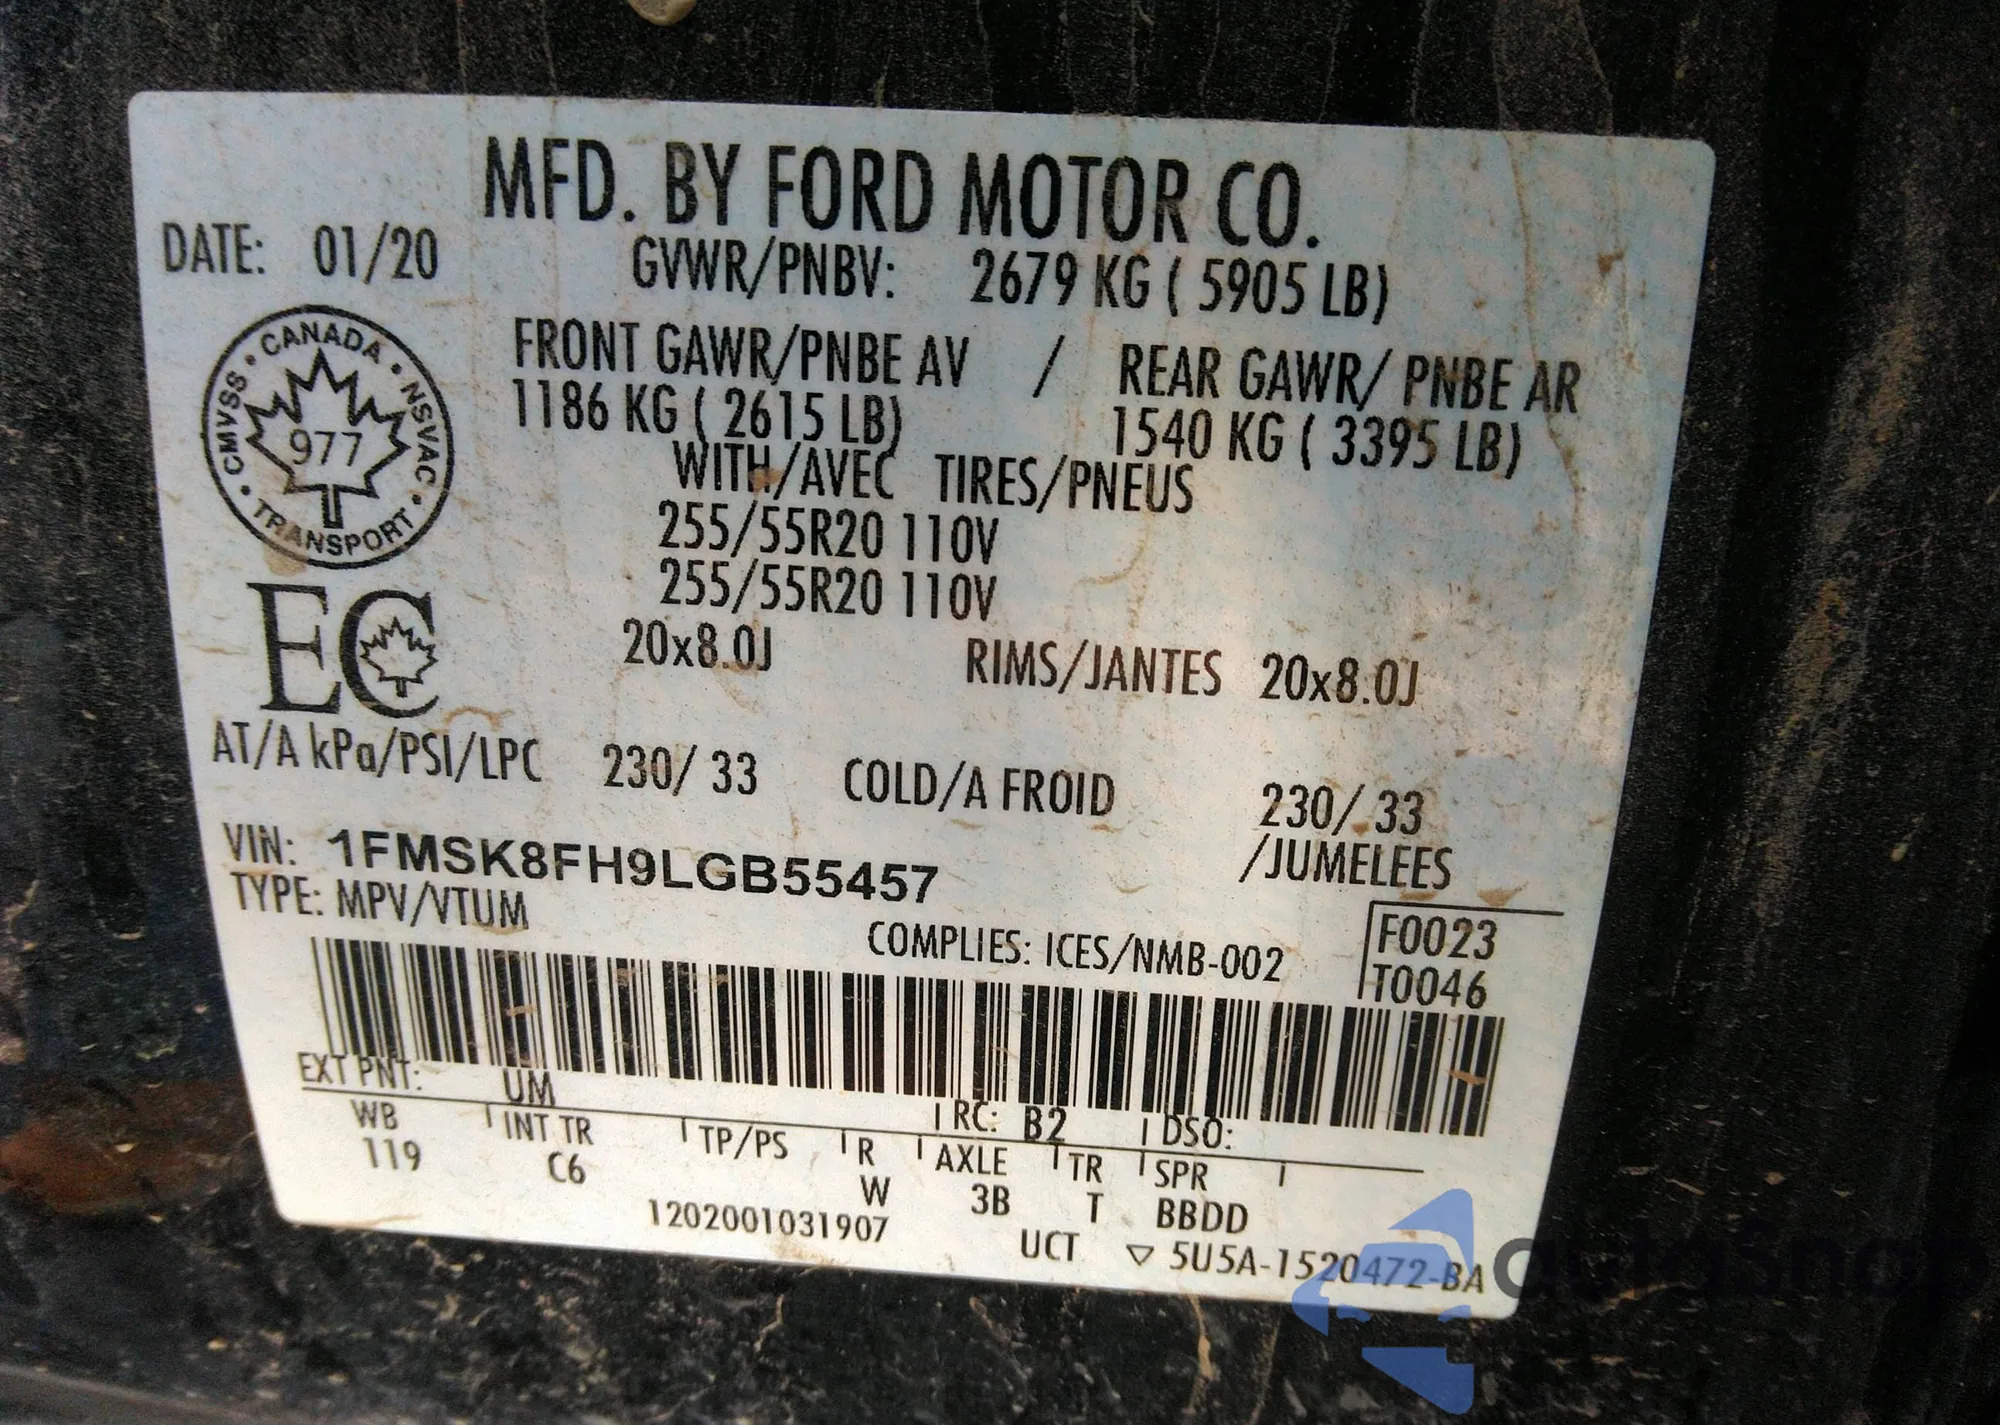 MFD. BY FORD MOTOR CO.
DATE: 01/20
GVWR/PNBV: 2679 KG ( 5905 LB)
CANADA • NSVAC • TRANSPORT • CMVSS •
977
FRONT GAWR/PNBE AV / REAR GAWR/ PNBE AR
1186 KG ( 2615 LB) 1540 KG ( 3395 LB)
WITH/AVEC TIRES/PNEUS
255/55R20 110V
255/55R20 110V
EC
20x8.0J RIMS/JANTES 20x8.0J
AT/A kPa/PSI/LPC 230/ 33 COLD/A FROID 230/ 33
/JUMELEES
VIN: 1FMSK8FH9LGB55457
TYPE: MPV/VTUM
COMPLIES: ICES/NMB-002
F0023
T0046
EXT PNT: UM RC: B2 DSO:
WB INT TR TP/PS R AXLE TR SPR
119 C6 W 3B T BBDD
1202001031907
UCT ▽ 5U5A-1520472-BA